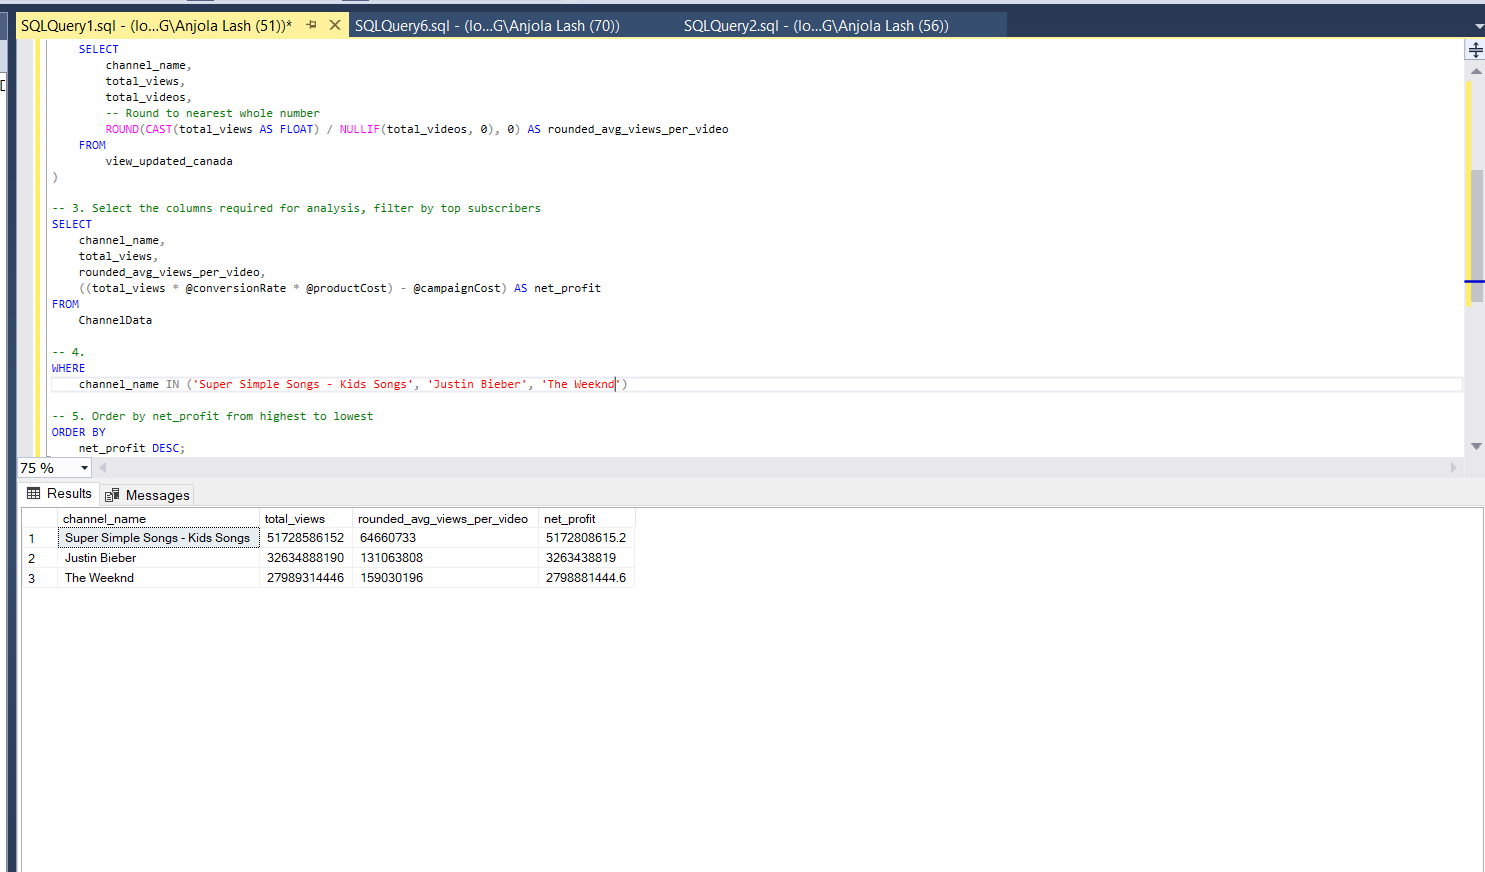 SQLQuery1.sql - (lo...G\Anjola Lash (51))* SQLQuery6.sql - (lo...G\Anjola Lash (70)) SQLQuery2.sql - (lo...G\Anjola Lash (56))
SELECT
channel_name,
total_views,
total_videos,
-- Round to nearest whole number
ROUND(CAST(total_views AS FLOAT) / NULLIF(total_videos, 0), 0) AS rounded_avg_views_per_video
FROM
view_updated_canada
)
-- 3. Select the columns required for analysis, filter by top subscribers
SELECT
channel_name,
total_views,
rounded_avg_views_per_video,
((total_views * @conversionRate * @productCost) - @campaignCost) AS net_profit
FROM
ChannelData
-- 4.
WHERE
channel_name IN ('Super Simple Songs - Kids Songs', 'Justin Bieber', 'The Weeknd')
-- 5. Order by net_profit from highest to lowest
ORDER BY
net_profit DESC;
75 %
Results Messages
channel_name total_views rounded_avg_views_per_video net_profit
1 Super Simple Songs - Kids Songs 51728586152 64660733 5172808615.2
2 Justin Bieber 32634888190 131063808 3263438819
3 The Weeknd 27989314446 159030196 2798881444.6